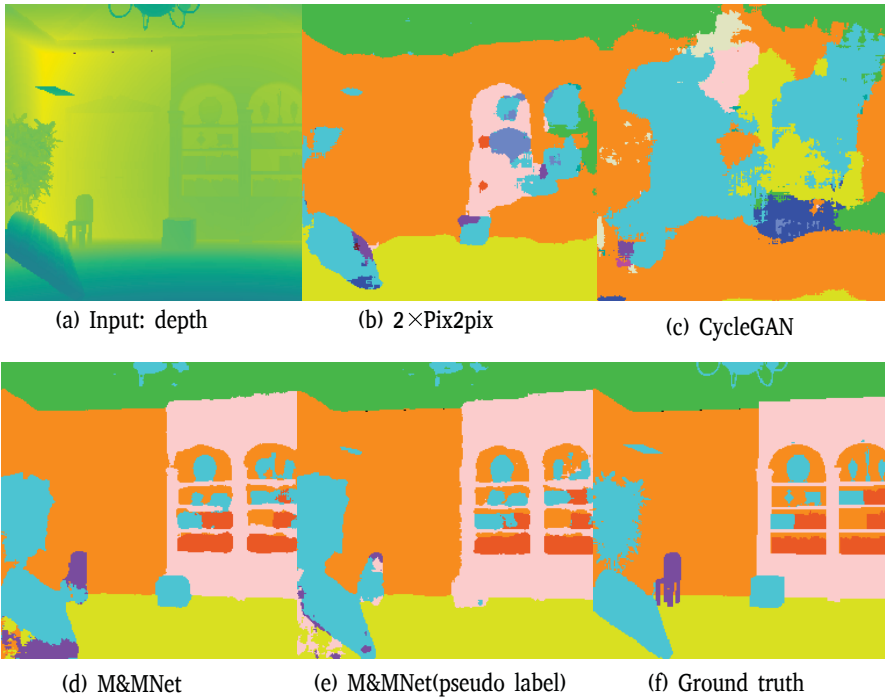 (a) Input: depth
(b) 2×Pix2pix
(c) CycleGAN
(d) M&MNet
(e) M&MNet(pseudo label)
(f) Ground truth